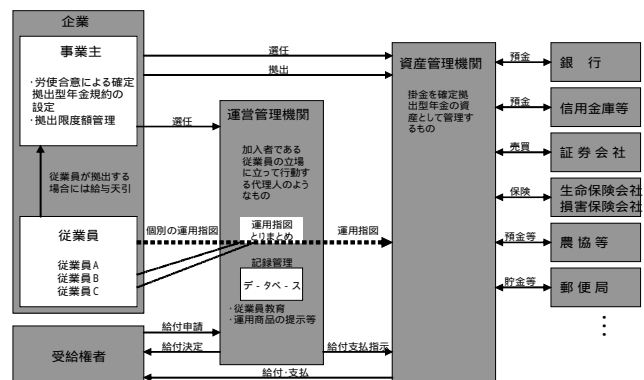 企業
事業主
・労使合意による確定
拠出型年金規約の
設定
・拠出限度額管理
従業員が拠出する
場合には給与天引
従業員
従業員A
従業員B
従業員C
受給権者
選任
拠出
選任
運営管理機関
加入者である
従業員の立場
に立って行動す
る代理人のよう
なもの
個別の運用指図
運用指図
とりまとめ
運用指図
記録管理
デ-タベ-ス
・従業員教育
・運用商品の提示等
給付申請
給付決定
給付支払指示
給付・支払
資産管理機関
掛金を確定拠
出型年金の資
産として管理す
るもの
預金
銀 行
預金
信用金庫等
売買
証券会社
保険
生命保険会社
損害保険会社
預金等
農協等
貯金等
郵便局
⋮